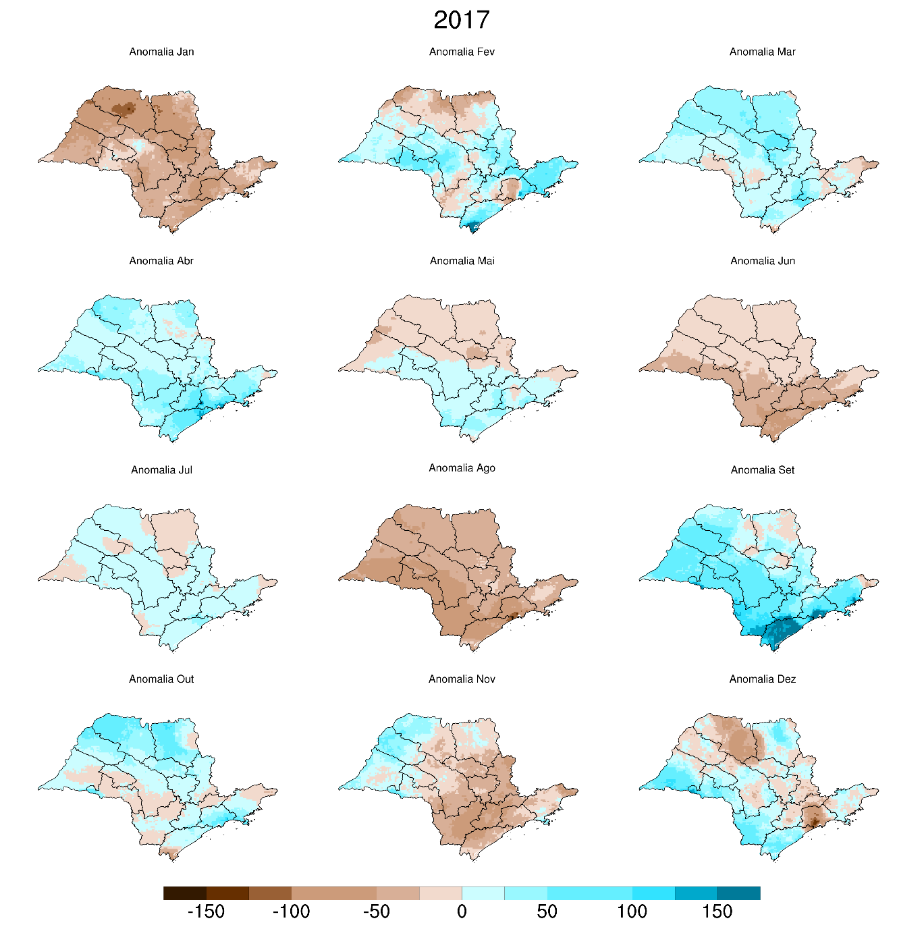 2017
Anomalia Jan
Anomalia Fev
Anomalia Mar
Anomalia Abr
Anomalia Mai
Anomalia Jun
Anomalia Jul
Anomalia Ago
Anomalia Set
Anomalia Out
Anomalia Nov
Anomalia Dez
-150 -100 -50 0 50 100 150